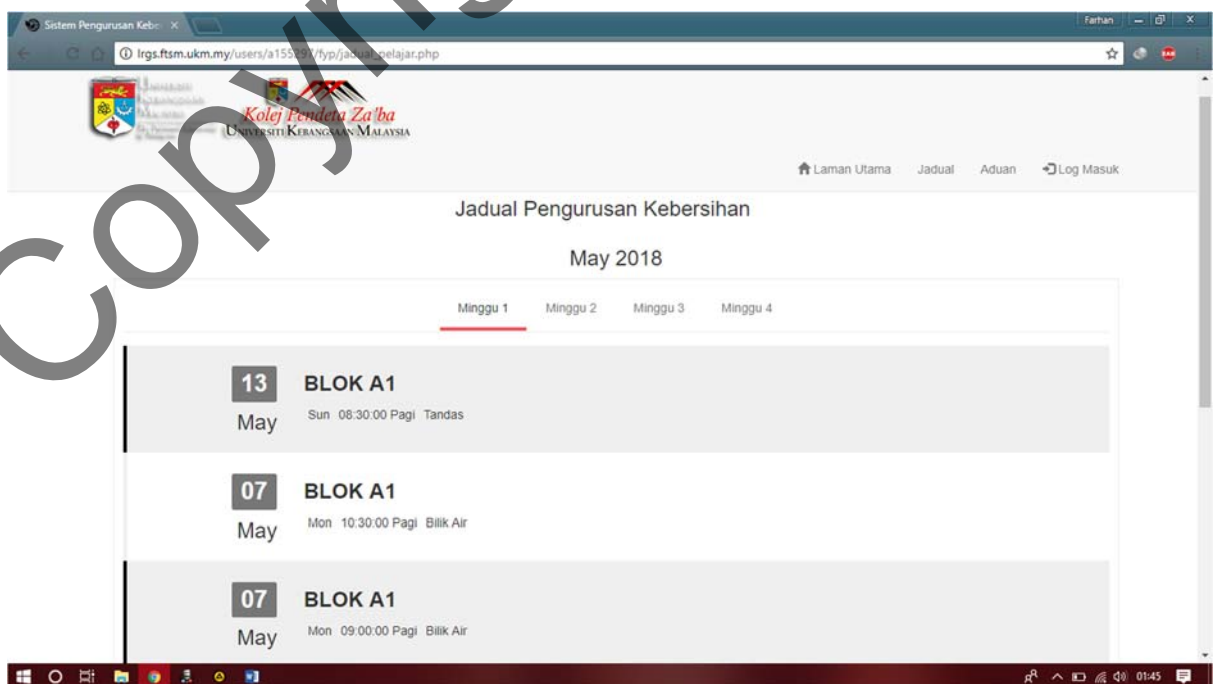 Sistem Pengurusan Keber
Farhan
lrgs.ftsm.ukm.my/users/a155297/fyp/jadual_pelajar.php
Kolej Pendeta Za'ba
UNIVERSITI KEBANGSAAN MALAYSIA
Laman Utama Jadual Aduan Log Masuk
Jadual Pengurusan Kebersihan
May 2018
Minggu 1 Minggu 2 Minggu 3 Minggu 4
13 BLOK A1
May Sun 08:30:00 Pagi Tandas
07 BLOK A1
May Mon 10:30:00 Pagi Bilik Air
07 BLOK A1
May Mon 09:00:00 Pagi Bilik Air
01:45